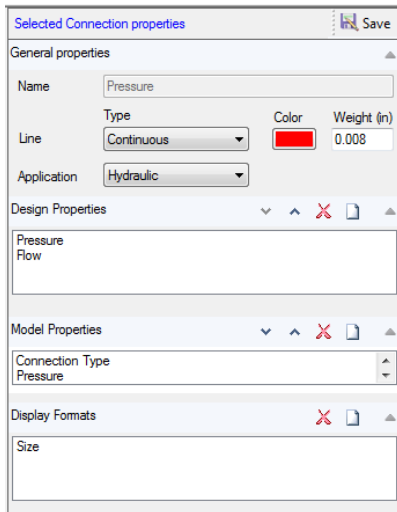 Selected Connection properties Save
General properties
Name Pressure
Type Color Weight (in)
Line Continuous 0.008
Application Hydraulic
Design Properties
Pressure
Flow
Model Properties
Connection Type
Pressure
Display Formats
Size